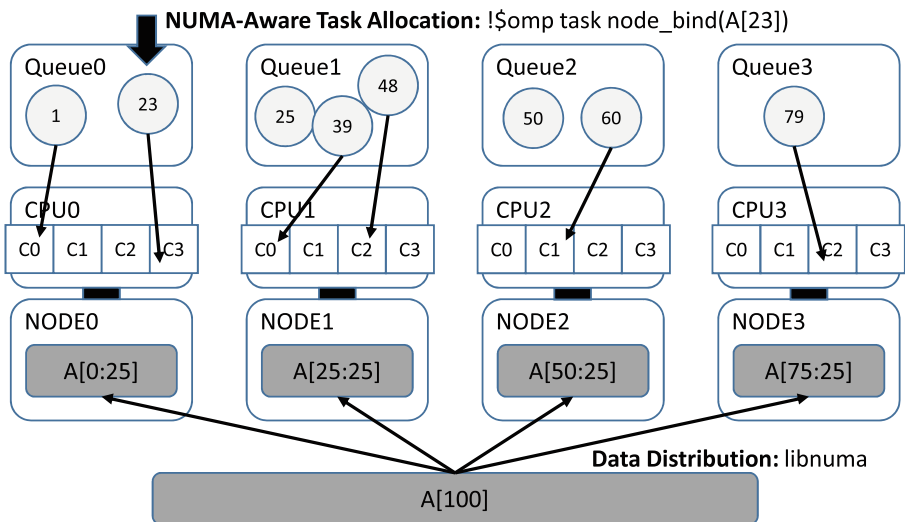 NUMA-Aware Task Allocation: !$omp task node_bind(A[23])
Queue0 Queue1 Queue2 Queue3
1 23 25 39 48 50 60 79
CPU0 CPU1 CPU2 CPU3
C0 C1 C2 C3 C0 C1 C2 C3 C0 C1 C2 C3 C0 C1 C2 C3
NODE0 NODE1 NODE2 NODE3
A[0:25] A[25:25] A[50:25] A[75:25]
Data Distribution: libnuma
A[100]